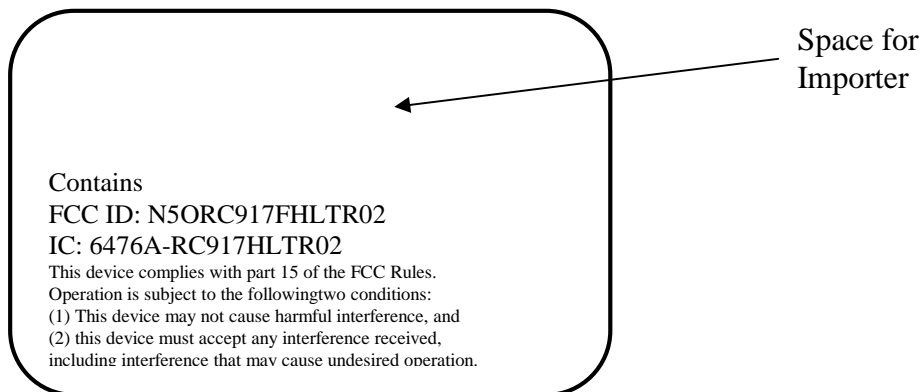 Space for
Importer
Contains
FCC ID: N5ORC917FHLTR02
IC: 6476A-RC917HLTR02
This device complies with part 15 of the FCC Rules.
Operation is subject to the followingtwo conditions:
(1) This device may not cause harmful interference, and
(2) this device must accept any interference received,
including interference that may cause undesired operation.